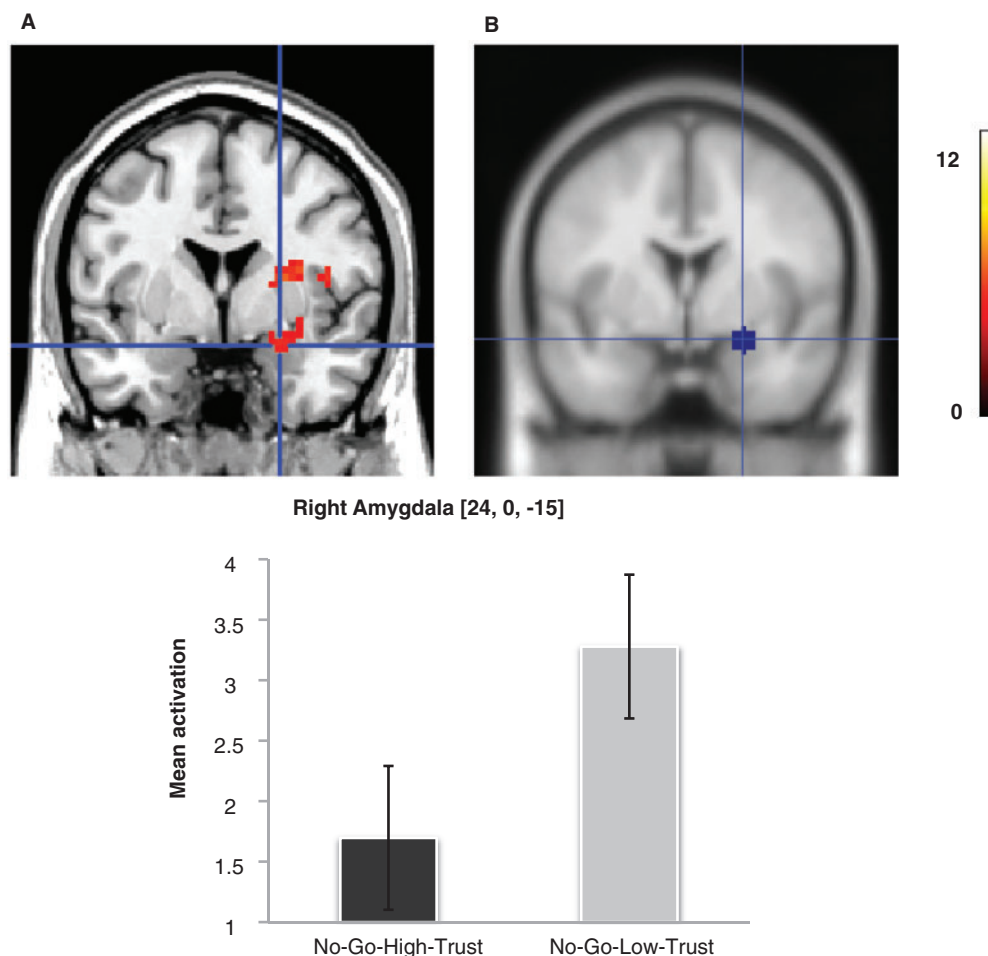 A
B
12
0
Right Amygdala [24, 0, -15]
4
3.5
3
2.5
2
1.5
1
Mean activation
No-Go-High-Trust No-Go-Low-Trust